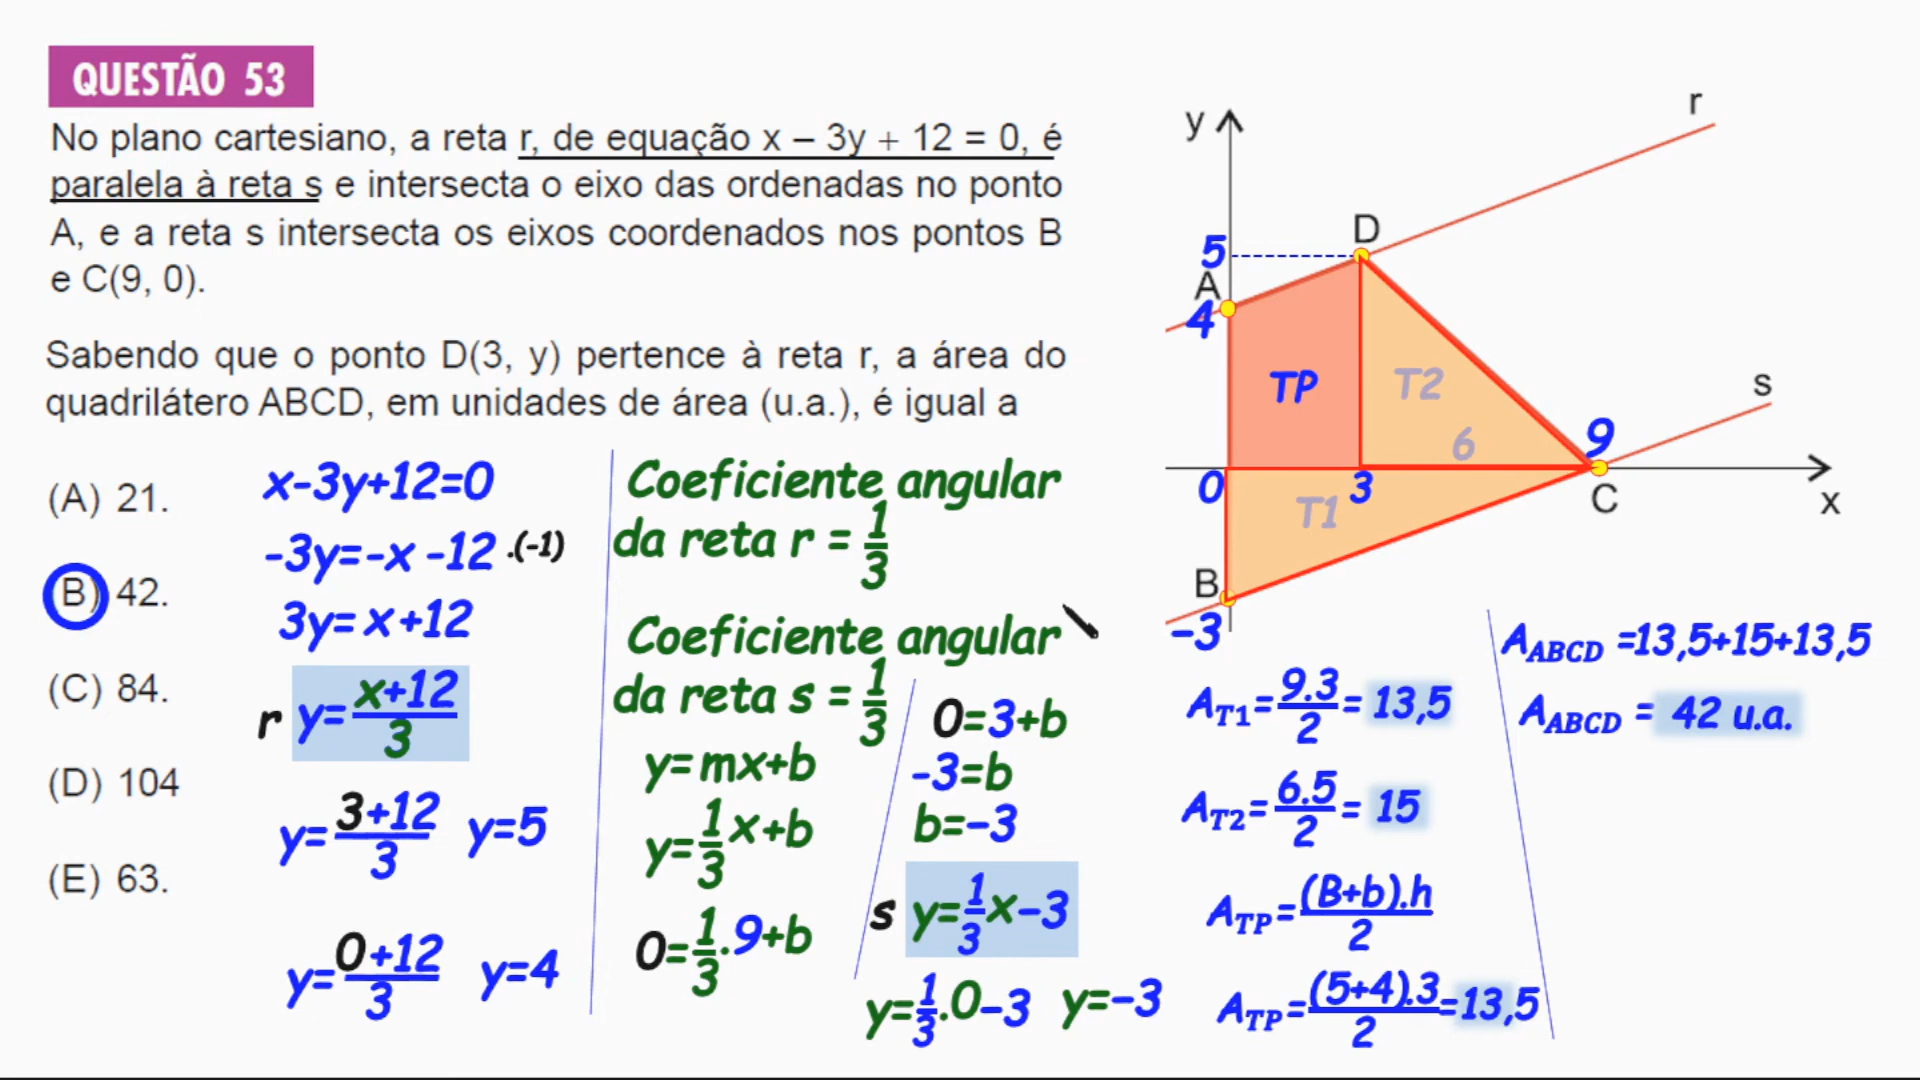 QUESTÃO 53
No plano cartesiano, a reta r, de equação x – 3y + 12 = 0, é
paralela à reta s e intersecta o eixo das ordenadas no ponto
A, e a reta s intersecta os eixos coordenados nos pontos B
e C(9, 0).
Sabendo que o ponto D(3, y) pertence à reta r, a área do
quadrilátero ABCD, em unidades de área (u.a.), é igual a
(A) 21.
(B) 42.
(C) 84.
(D) 104
(E) 63.
x-3y+12=0
-3y=-x -12 .(-1)
3y= x+12
r y= x+12/3
y= 3+12/3 y=5
y= 0+12/3 y=4
Coeficiente angular
da reta r = 1/3
Coeficiente angular
da reta s = 1/3
y= mx+b
y= 1/3 x+b
0= 1/3 .9+b
0=3+b
-3=b
b=-3
s y= 1/3 x-3
y= 1/3 .0-3 y=-3
y
r
D
5
A
4
TP
T2
6
9
s
0
3
T1
C
x
B
-3
A_T1= 9.3/2 = 13,5
A_T2= 6.5/2 = 15
A_TP= (B+b).h/2
A_TP= (5+4).3/2 =13,5
A_ABCD =13,5+15+13,5
A_ABCD = 42 u.a.